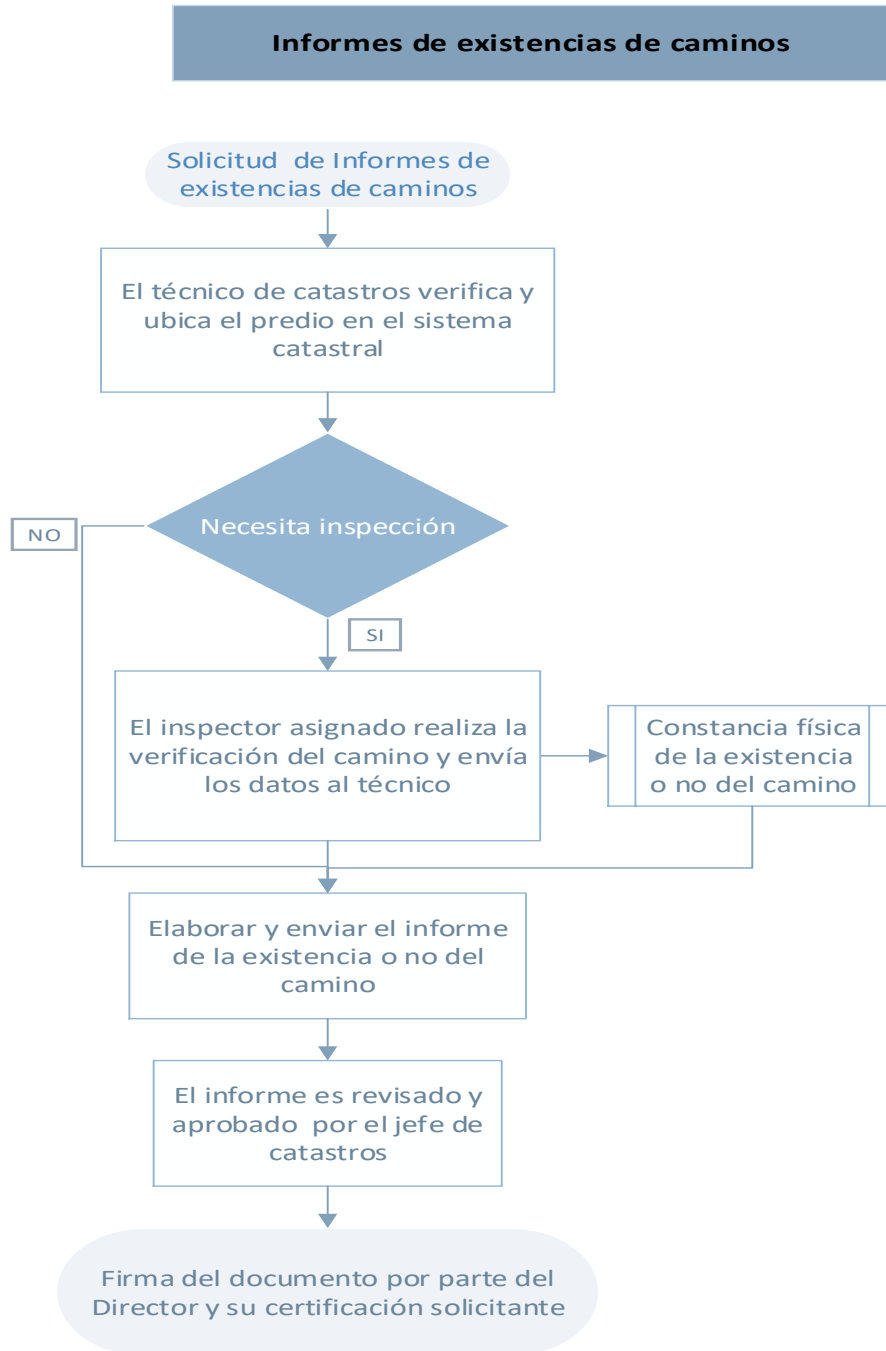 Informes de existencias de caminos
Solicitud de Informes de
existencias de caminos
El técnico de catastros verifica y
ubica el predio en el sistema
catastral
Necesita inspección
NO
SI
El inspector asignado realiza la
verificación del camino y envía
los datos al técnico
Constancia física
de la existencia
o no del camino
Elaborar y enviar el informe
de la existencia o no del
camino
El informe es revisado y
aprobado por el jefe de
catastros
Firma del documento por parte del
Director y su certificación solicitante